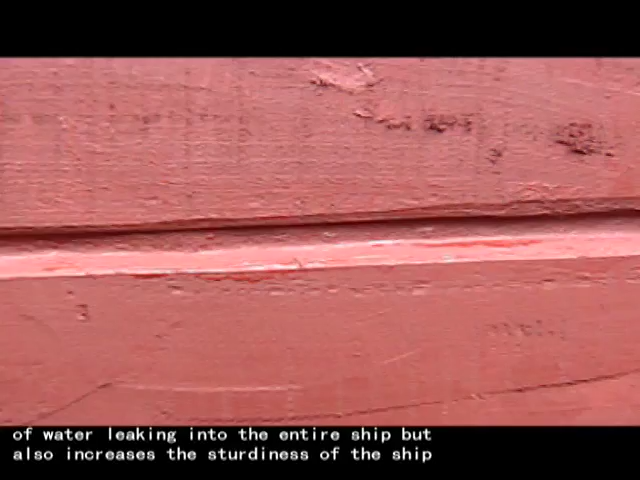 of water leaking into the entire ship but
also increases the sturdiness of the ship